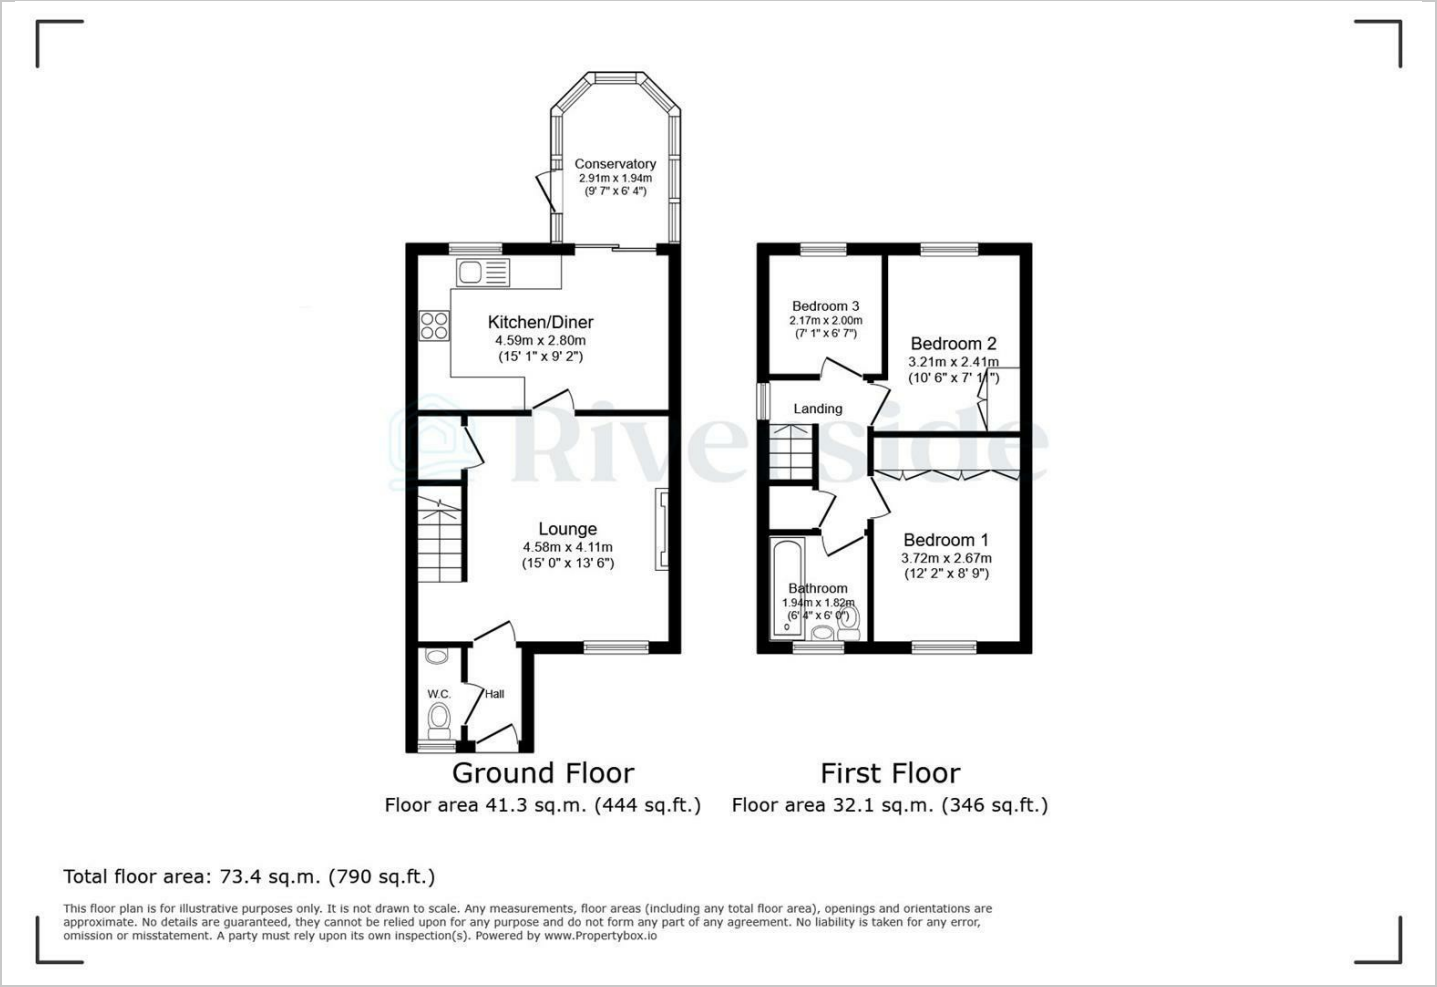 Conservatory
2.91m x 1.94m
(9' 7" x 6' 4")
Kitchen/Diner
4.59m x 2.80m
(15' 1" x 9' 2")
Bedroom 3
2.17m x 2.00m
(7' 1" x 6' 7")
Bedroom 2
3.21m x 2.41m
(10' 6" x 7' 11")
Landing
Riverside
Lounge
4.58m x 4.11m
(15' 0" x 13' 6")
Bedroom 1
3.72m x 2.67m
(12' 2" x 8' 9")
Bathroom
1.94m x 1.82m
(6' 4" x 6' 0")
W.C.
Hall
Ground Floor
Floor area 41.3 sq.m. (444 sq.ft.)
First Floor
Floor area 32.1 sq.m. (346 sq.ft.)
Total floor area: 73.4 sq.m. (790 sq.ft.)
This floor plan is for illustrative purposes only. It is not drawn to scale. Any measurements, floor areas (including any total floor area), openings and orientations are
approximate. No details are guaranteed, they cannot be relied upon for any purpose and do not form any part of any agreement. No liability is taken for any error,
omission or misstatement. A party must rely upon its own inspection(s). Powered by www.Propertybox.io